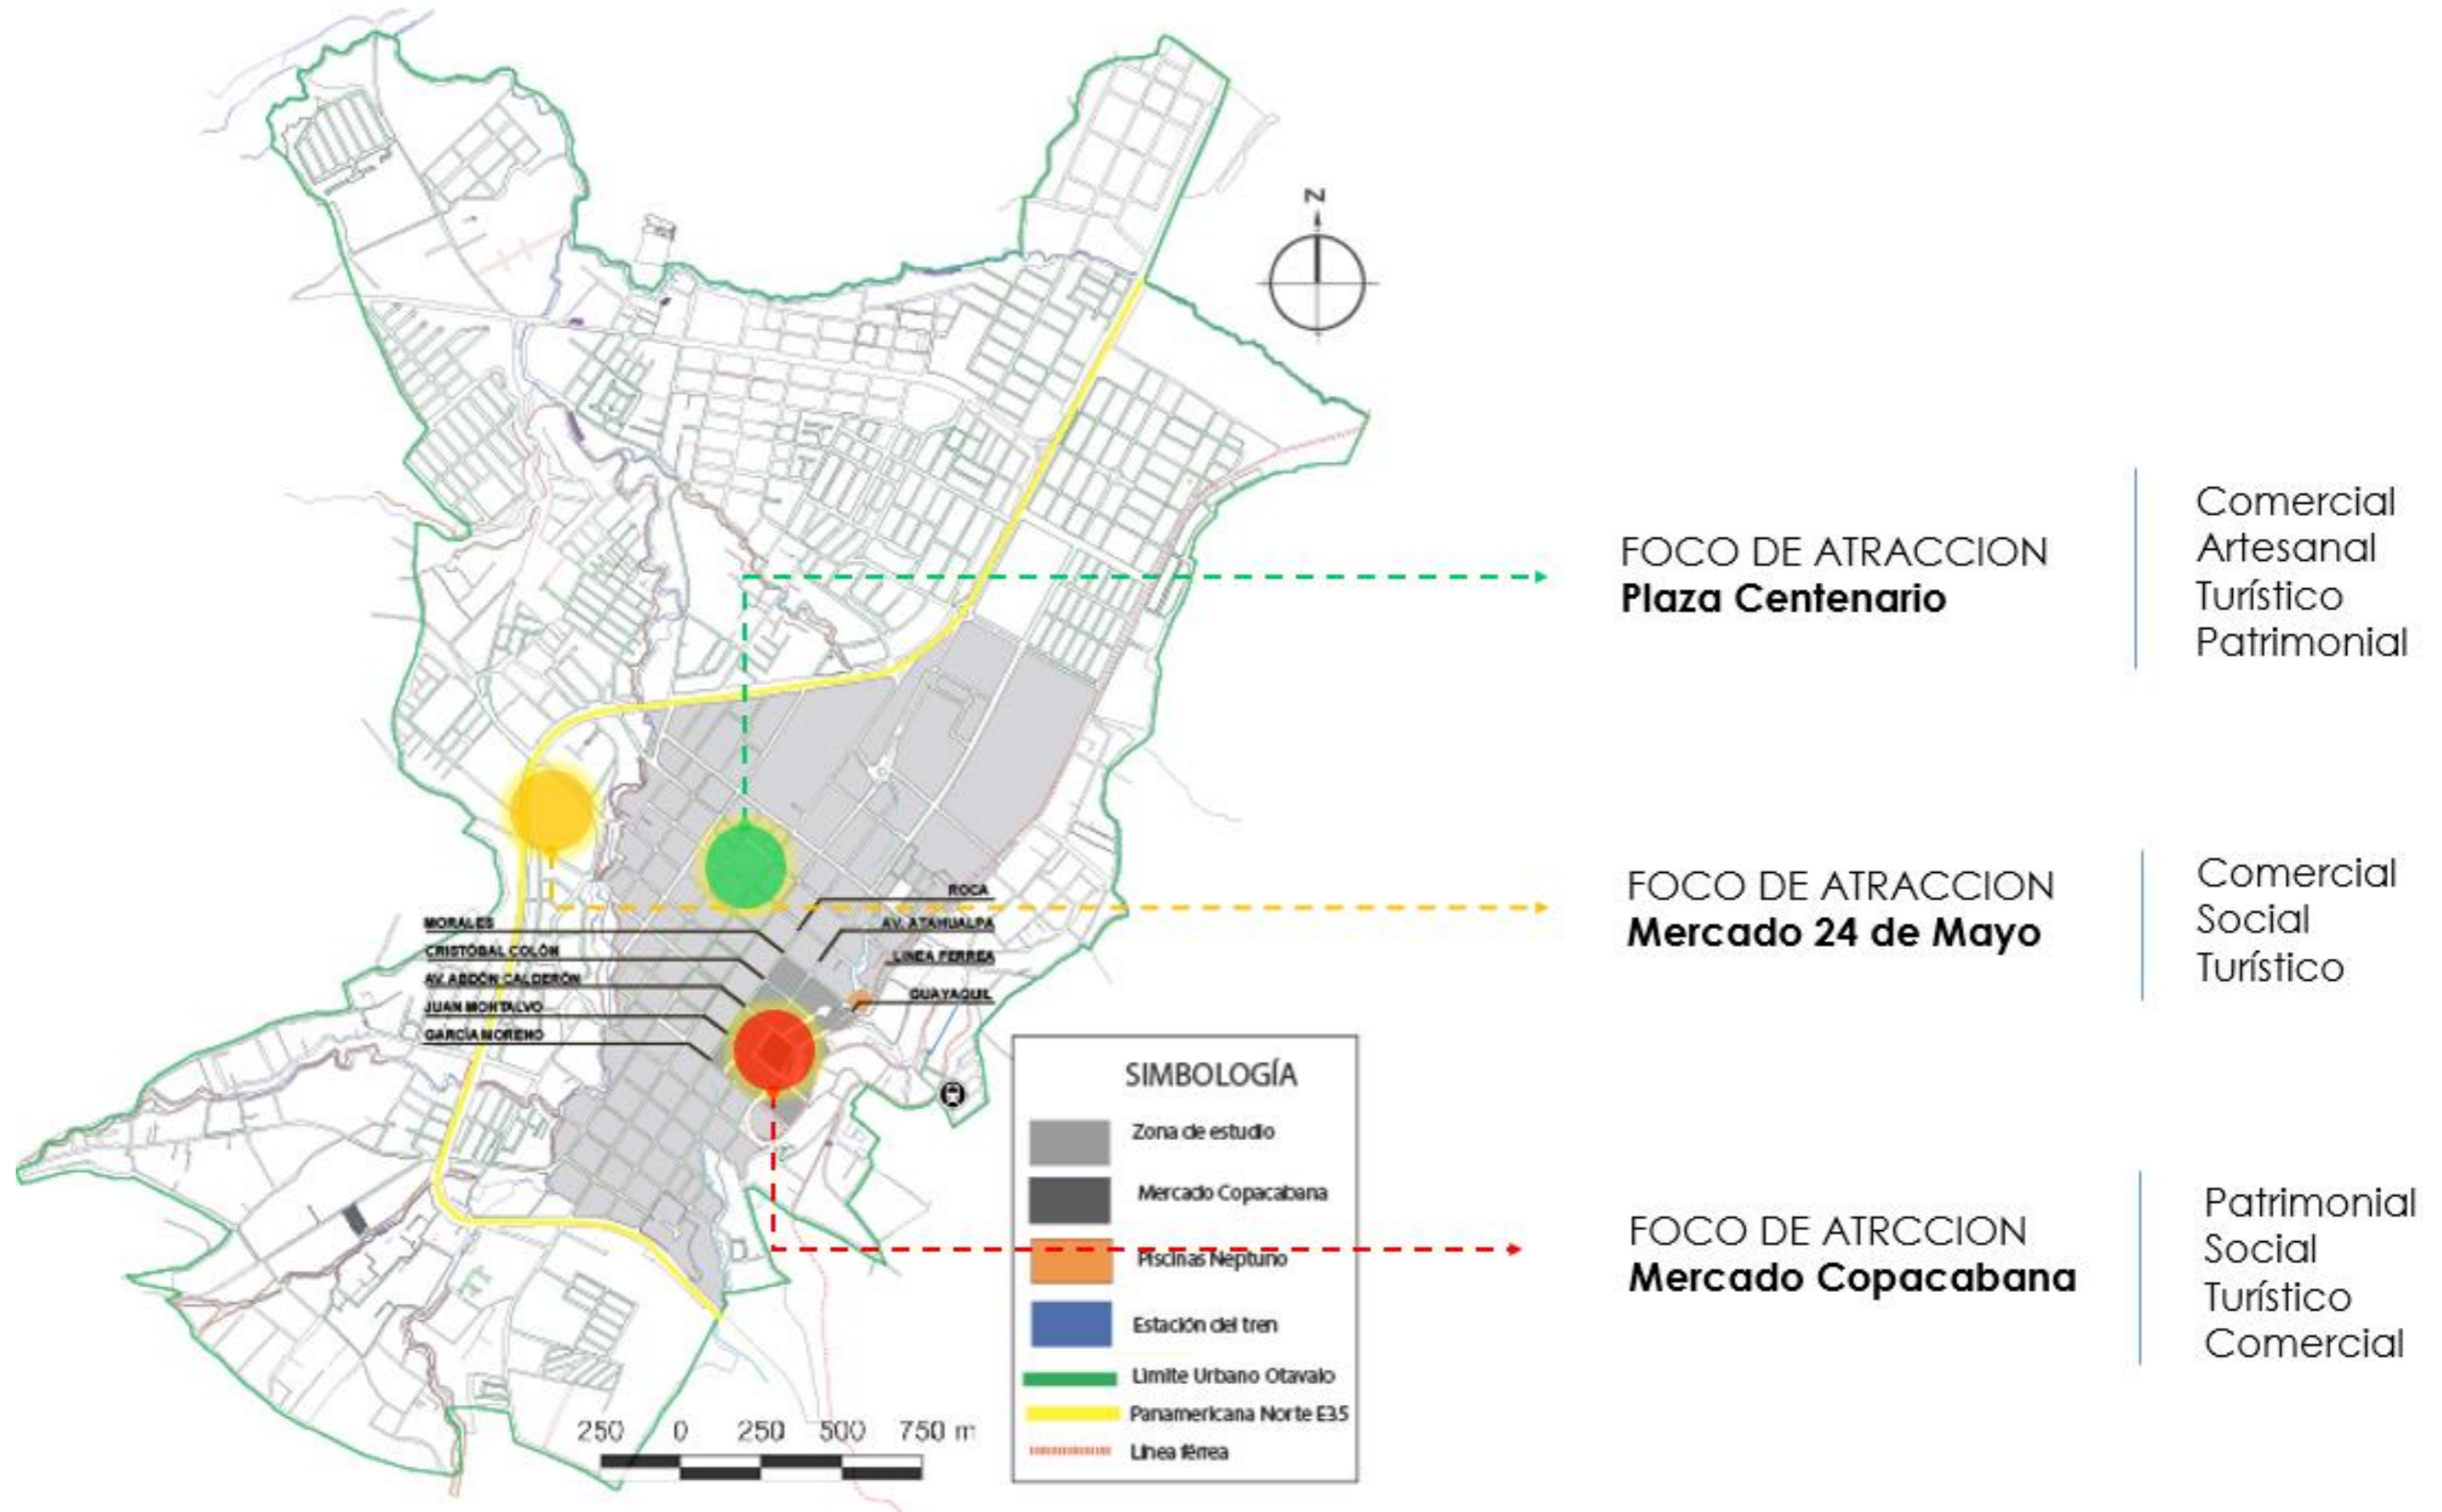 Z
FOCO DE ATRACCION
Plaza Centenario
Comercial
Artesanal
Turístico
Patrimonial
FOCO DE ATRACCION
Mercado 24 de Mayo
Comercial
Social
Turístico
FOCO DE ATRCCION
Mercado Copacabana
Patrimonial
Social
Turístico
Comercial
MORALES
CRISTÓBAL COLÓN
AV. ABDÓN CALDERÓN
JUAN MONTALVO
GARCÍA MORENO
ROCA
AV. ATAHUALPA
LINEA FERREA
GUAYAQUIL
SIMBOLOGÍA
Zona de estudio
Mercado Copacabana
Piscinas Neptuno
Estación del tren
Limite Urbano Otavalo
Panamericana Norte E35
Línea férrea
250 0 250 500 750 m